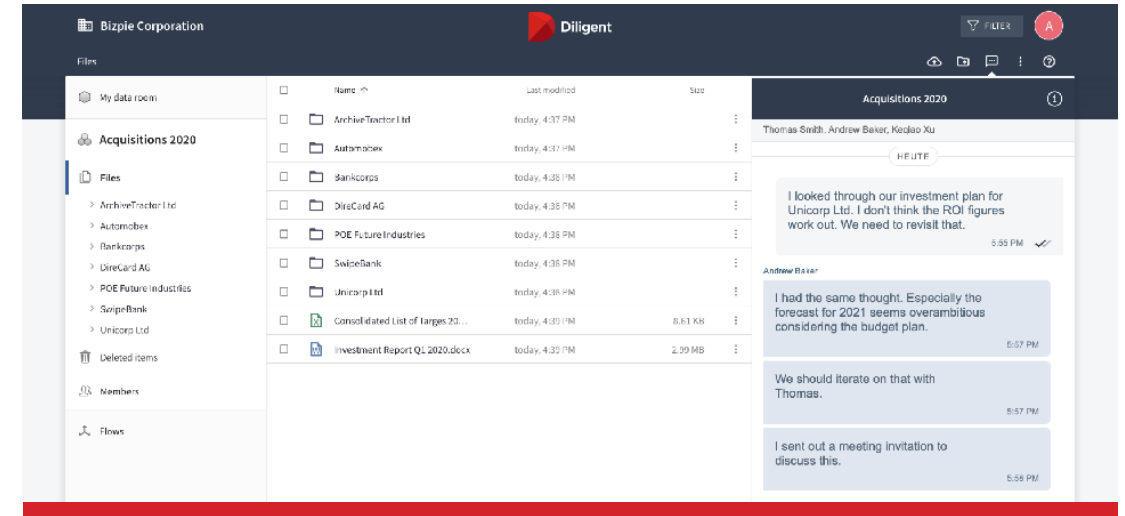 Bizpie Corporation
Diligent
FILTER
A
Files
My data room
Acquisitions 2020
Files
ArchiveTractor Ltd
Automobex
Bankcorps
DireCard AG
POE Future Industries
SwipeBank
Unicorp Ltd
Deleted items
Members
Flows
Name Last modified Size
ArchiveTractor Ltd today, 4:37 PM
Automobex today, 4:37 PM
Bankcorps today, 4:38 PM
DireCard AG today, 4:38 PM
POE Future Industries today, 4:38 PM
SwipeBank today, 4:38 PM
Unicorp Ltd today, 4:38 PM
Consolidated List of Targes 20... today, 4:39 PM 8.61 KB
Investment Report Q1 2020.docx today, 4:39 PM 2.99 MB
Acquisitions 2020
Thomas Smith, Andrew Baker, Keqiao Xu
HEUTE
I looked through our investment plan for
Unicorp Ltd. I don't think the ROI figures
work out. We need to revisit that.
5:55 PM
Andrew Baker
I had the same thought. Especially the
forecast for 2021 seems overambitious
considering the budget plan.
5:57 PM
We should iterate on that with
Thomas.
5:57 PM
I sent out a meeting invitation to
discuss this.
5:58 PM